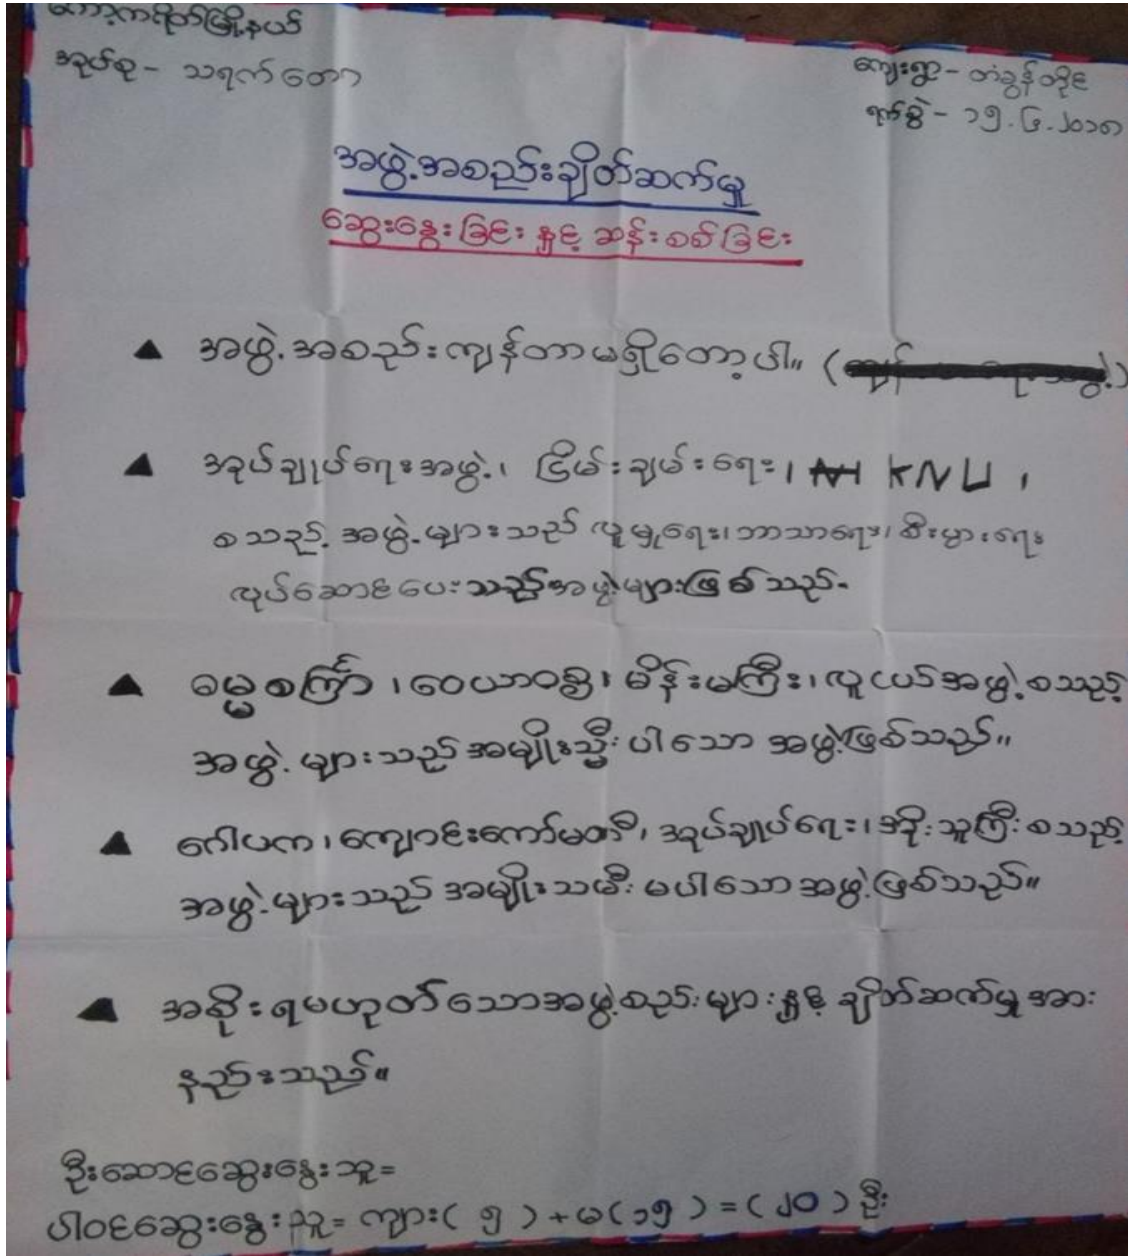 ကော့ကရိတ်မြို့နယ်
အုပ်စု - သရက်တော
ကျေးရွာ - တံခွန်တိုင်
ရက်စွဲ - ၁၅.၆.၂၀၁၈
အဖွဲ့အစည်းချိတ်ဆက်မှု
ဆွေးနွေးခြင်း နှင့် ဆန်းစစ်ခြင်း
▲ အဖွဲ့အစည်းကျန်တာမရှိတော့ပါ။
▲ အုပ်ချုပ်ရေးအဖွဲ့၊ ငြိမ်းချမ်းရေး၊ KNU ၊
စသည့် အဖွဲ့များသည် လူမှုရေး၊ဘာသာရေး၊ စီးပွားရေး
လုပ်ဆောင်ပေးသည့်အဖွဲ့များဖြစ်သည်-
▲ ဓမ္မစကြာ ၊ဝေယာဝစ္စ၊ မိန်းမကြီး၊ လူငယ်အဖွဲ့စသည့်
အဖွဲ့များသည် အမျိုးသ္မီးပါသော အဖွဲ့ဖြစ်သည်။
▲ ဂေါပက၊ ကျောင်းကော်မတီ၊ အုပ်ချုပ်ရေး၊ အိုးသူကြီး စသည့်
အဖွဲ့များသည် အမျိုးသမီး မပါသောအဖွဲ့ဖြစ်သည်။
▲ အစိုးရမဟုတ်သောအဖွဲ့စည်းများနှင့် ချိတ်ဆက်မှုအား
နည်းသည်။
ဦးဆောင်ဆွေးနွေးသူ=
ပါဝင်ဆွေးနွေးသူ= ကျား( ၅ ) + မ(၁၅ ) = ( ၂၀ ) ဦး